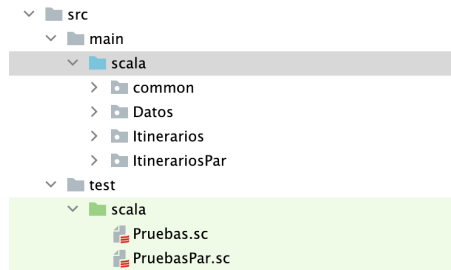 src
main
scala
common
Datos
Itinerarios
ItinerariosPar
test
scala
Pruebas.sc
PruebasPar.sc